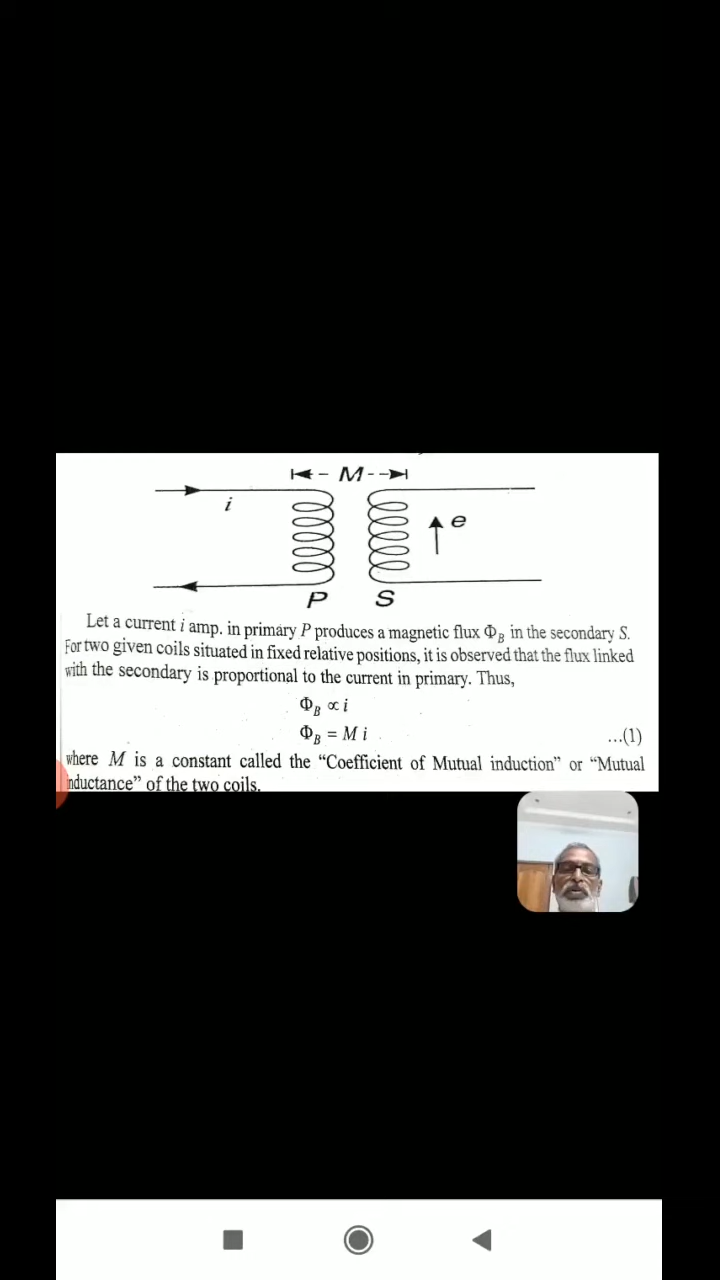 M
i
e
P
S
Let a current i amp. in primary P produces a magnetic flux Φ_B in the secondary S.
For two given coils situated in fixed relative positions, it is observed that the flux linked
with the secondary is proportional to the current in primary. Thus,
Φ_B ∝ i
Φ_B = M i ...(1)
where M is a constant called the “Coefficient of Mutual induction” or “Mutual
nductance” of the two coils.